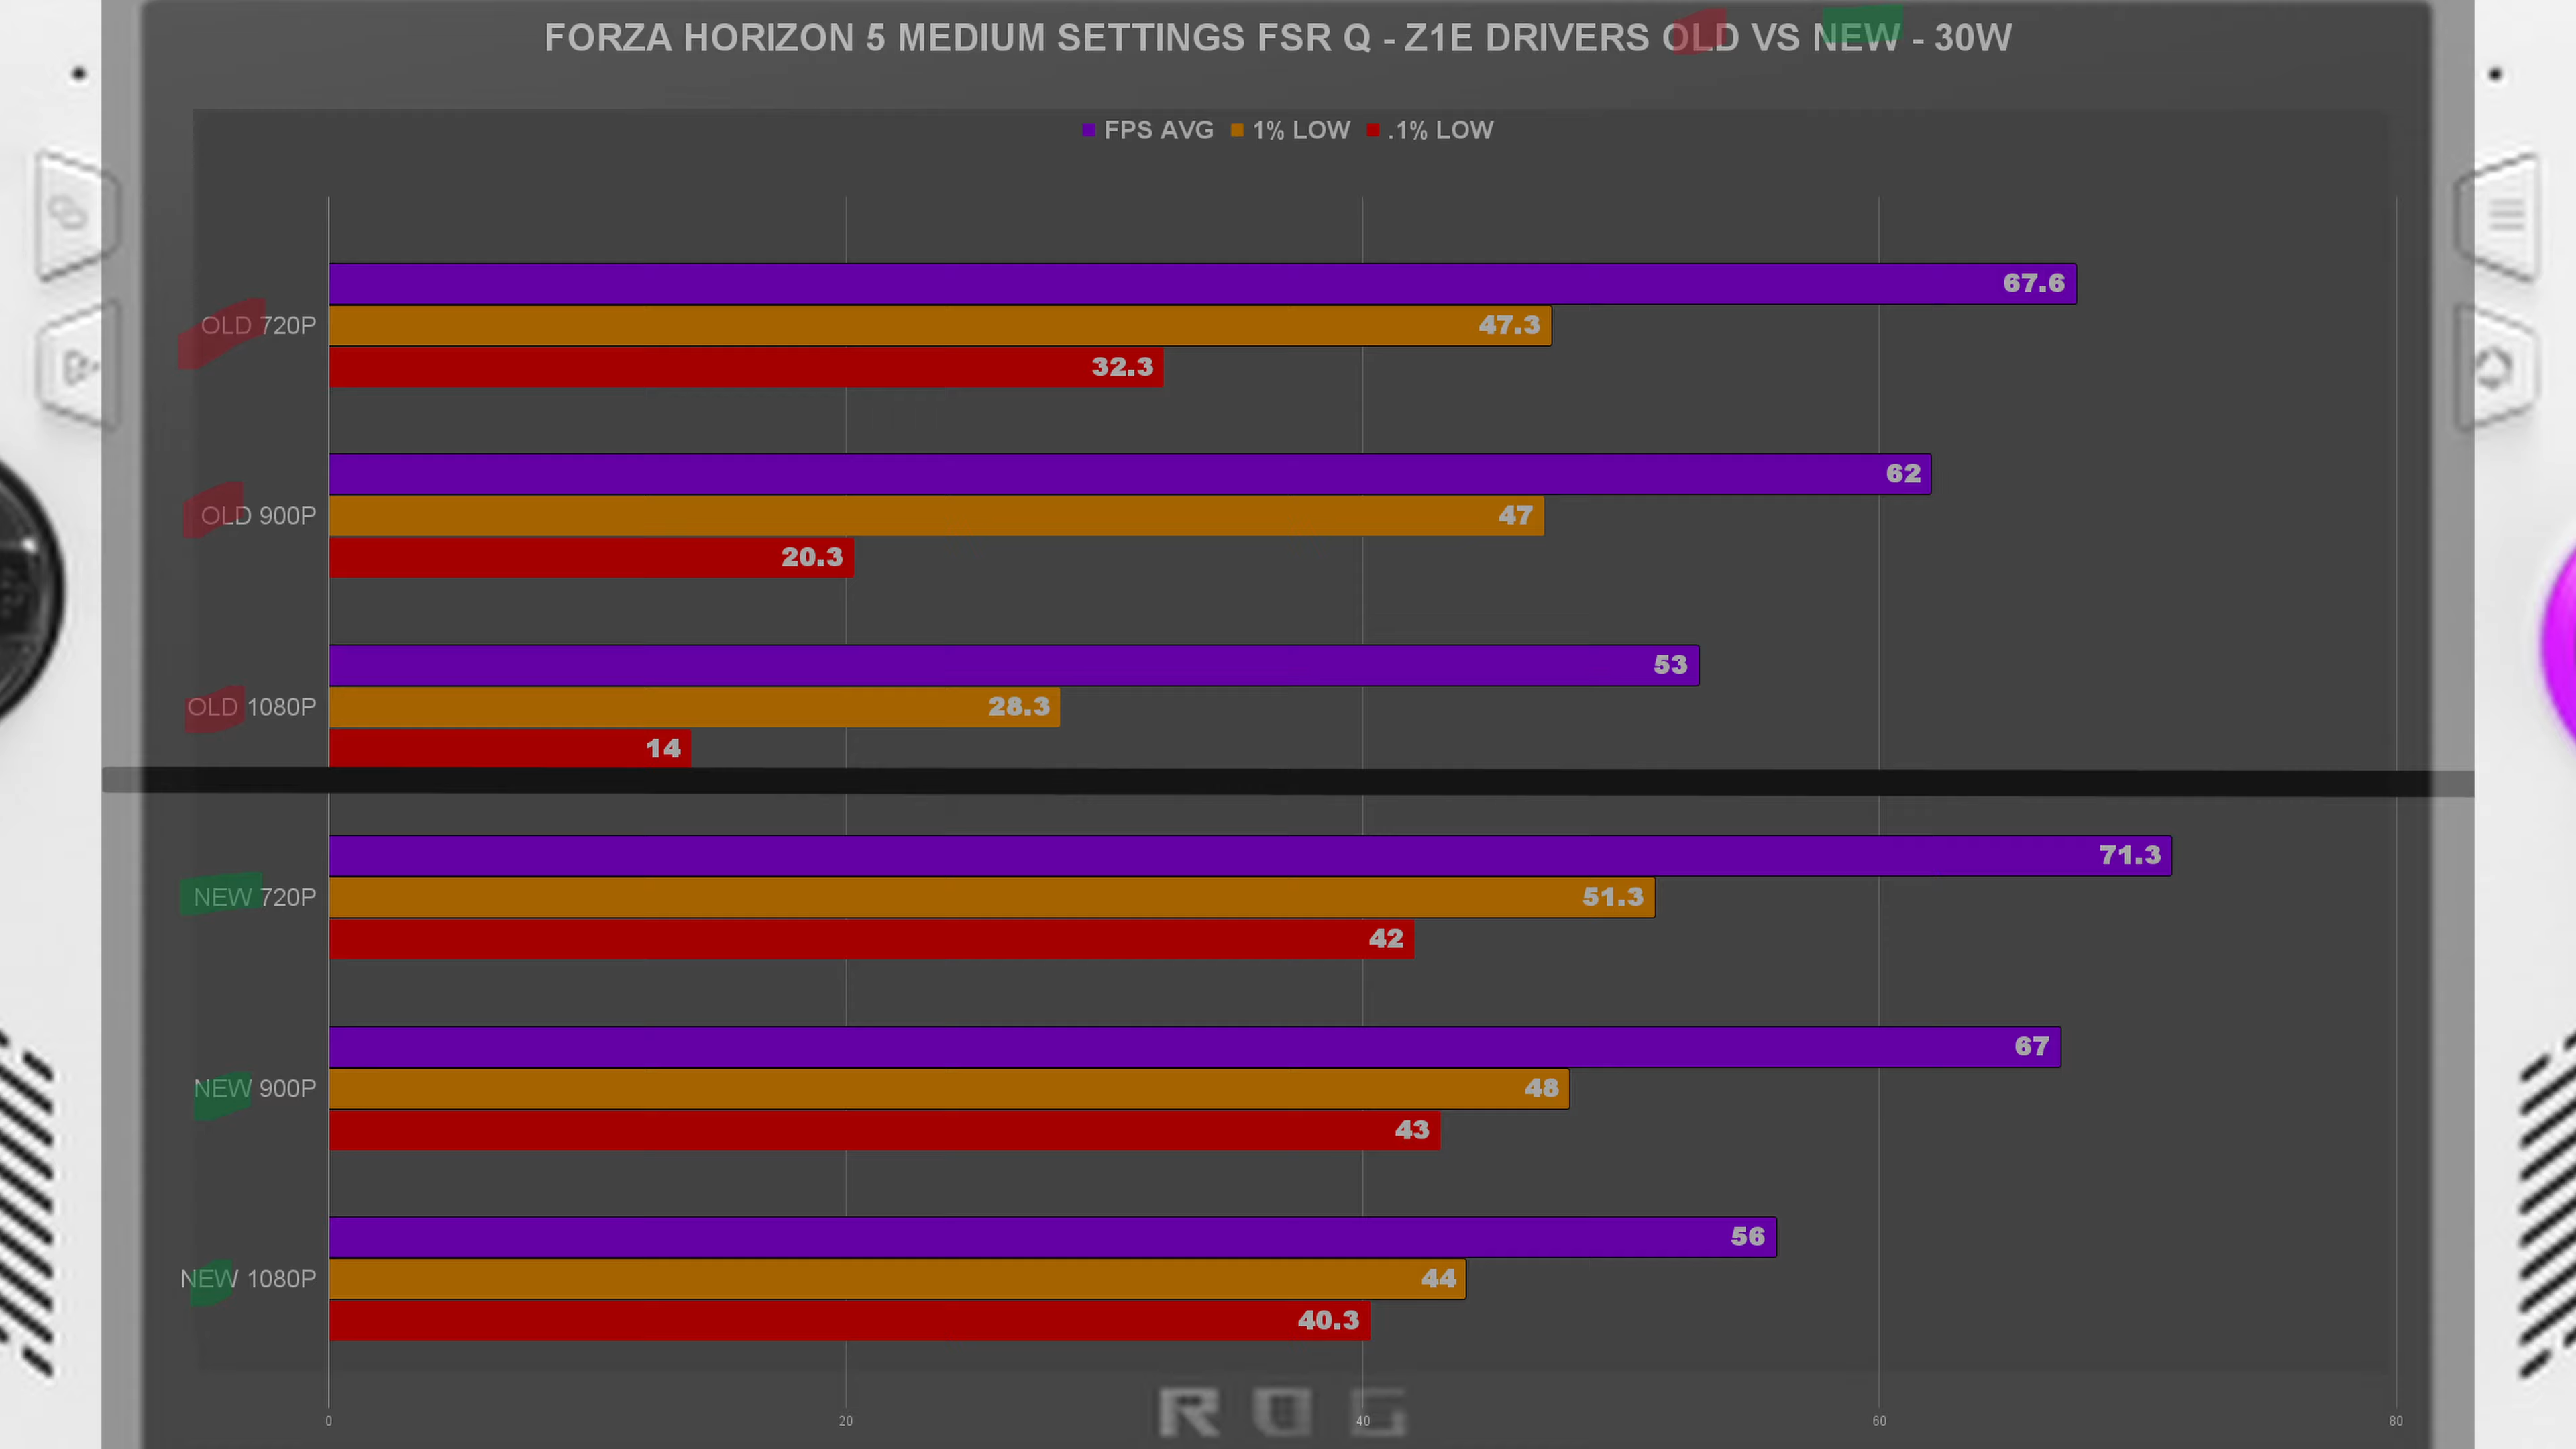 FORZA HORIZON 5 MEDIUM SETTINGS FSR Q - Z1E DRIVERS OLD VS NEW - 30W
FPS AVG 1% LOW .1% LOW
67.6
OLD 720P 47.3
32.3
62
OLD 900P 47
20.3
53
OLD 1080P 28.3
14
71.3
NEW 720P 51.3
42
67
NEW 900P 48
43
56
NEW 1080P 44
40.3
0 20 40 60 80
ROG